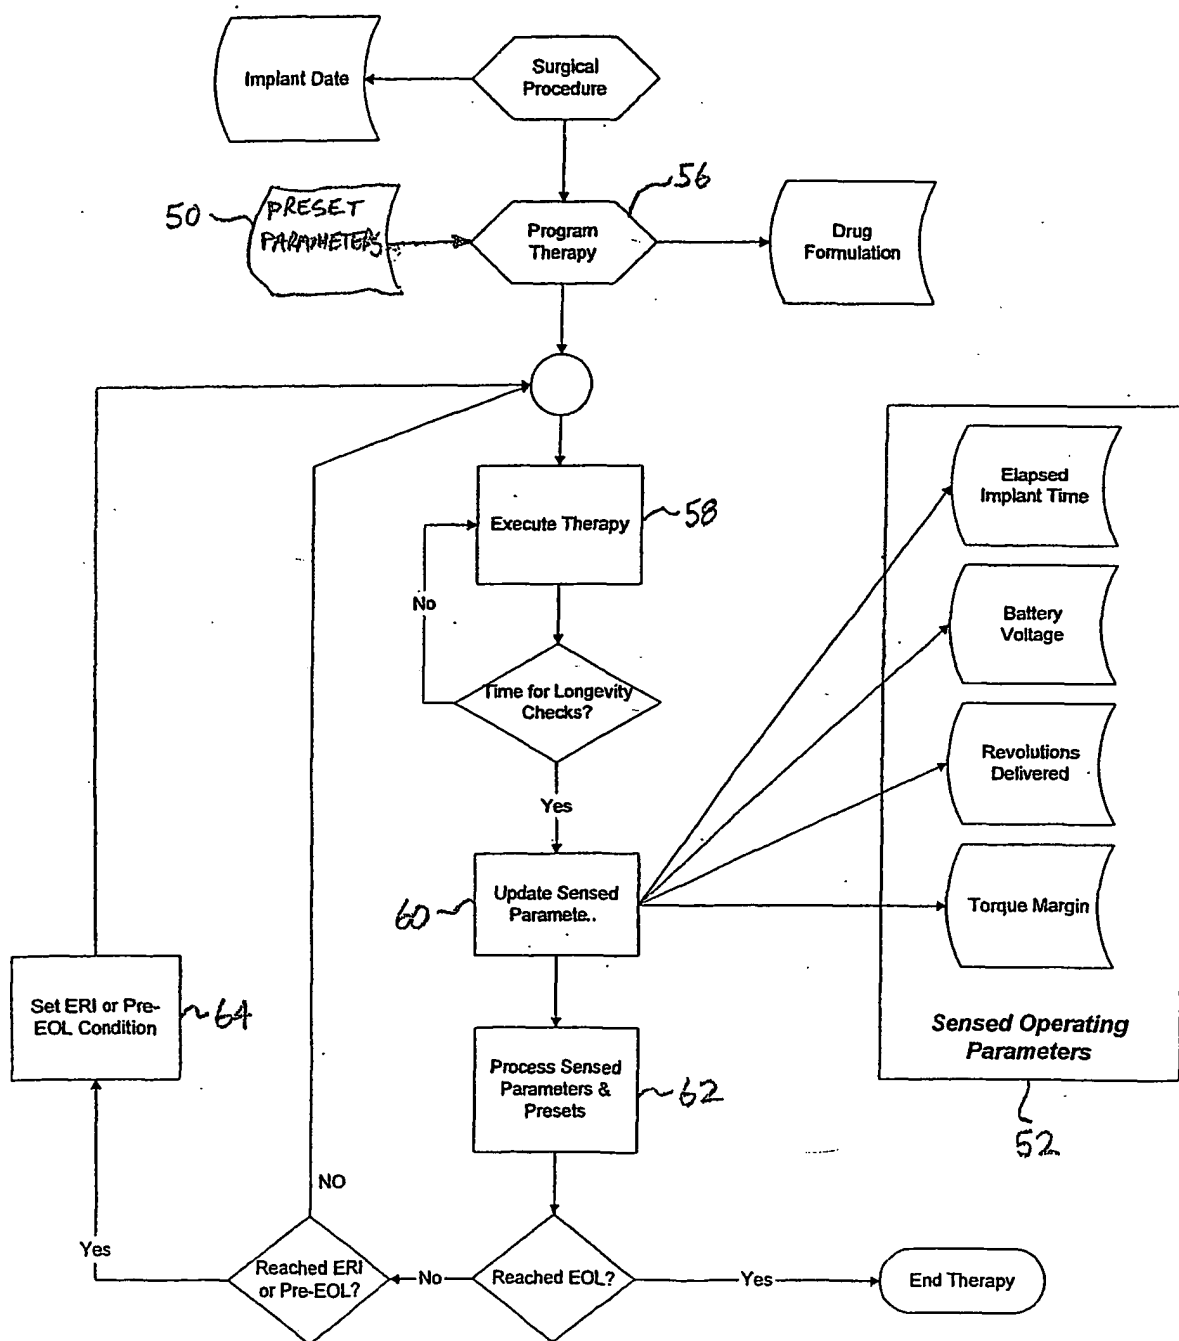 Implant Date
Surgical
Procedure
56
50
PRESET
PARAMETERS
Program
Therapy
Drug
Formulation
Execute Therapy
58
No
Time for Longevity
Checks?
Yes
Elapsed
Implant Time
Battery
Voltage
Revolutions
Delivered
Torque Margin
Sensed Operating
Parameters
52
Update Sensed
Paramete..
60
Set ERI or Pre-
EOL Condition
64
Process Sensed
Parameters &
Presets
62
NO
Yes
Reached ERI
or Pre-EOL?
No
Reached EOL?
Yes
End Therapy